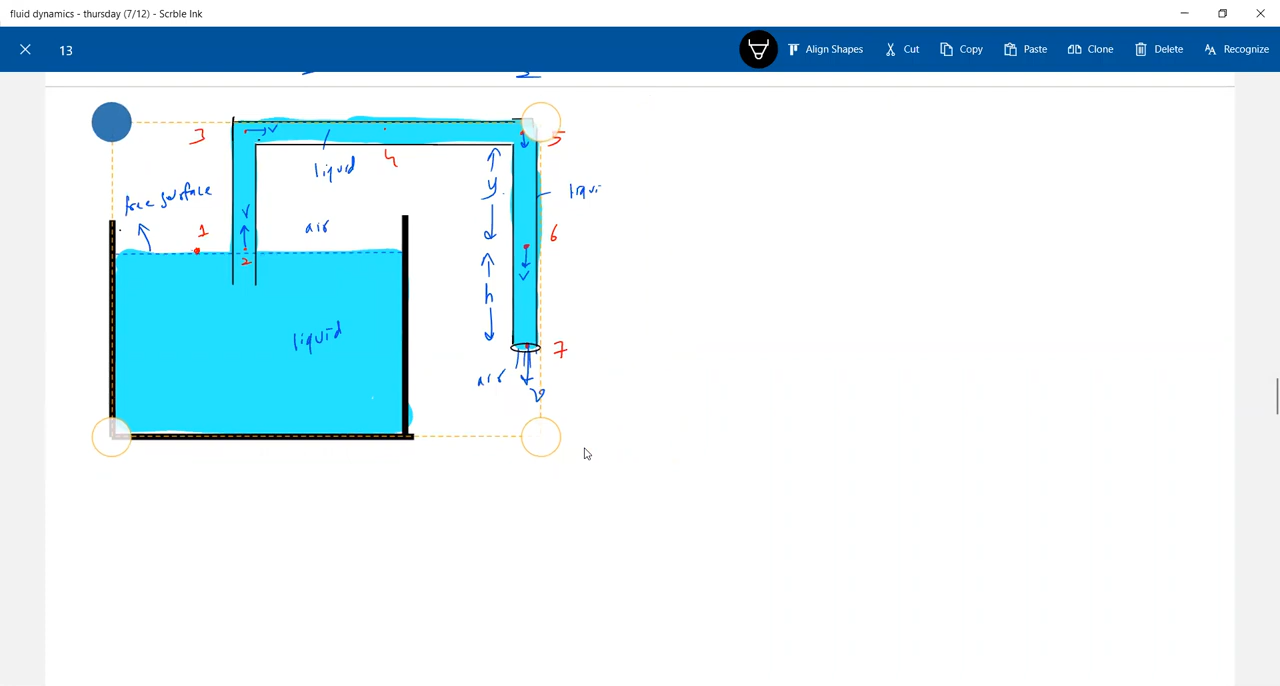 fluid dynamics - thursday (7/12) - Scrble Ink
13
Align Shapes
Cut
Copy
Paste
Clone
Delete
Recognize
3
v
4
5
liquid
free surface
y
liqui
1
v
air
6
2
v
h
liquid
7
air
v